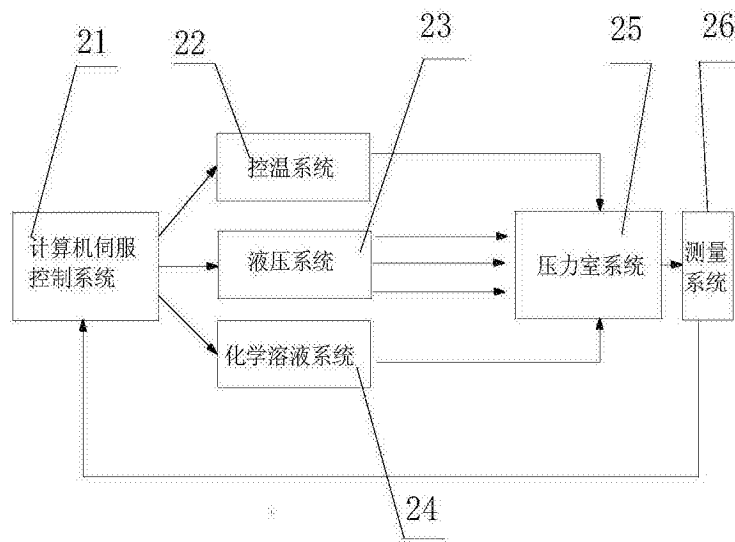 21
22
23
25
26
控温系统
计算机伺服
控制系统
液压系统
压力室系统
测量
系统
化学溶液系统
24